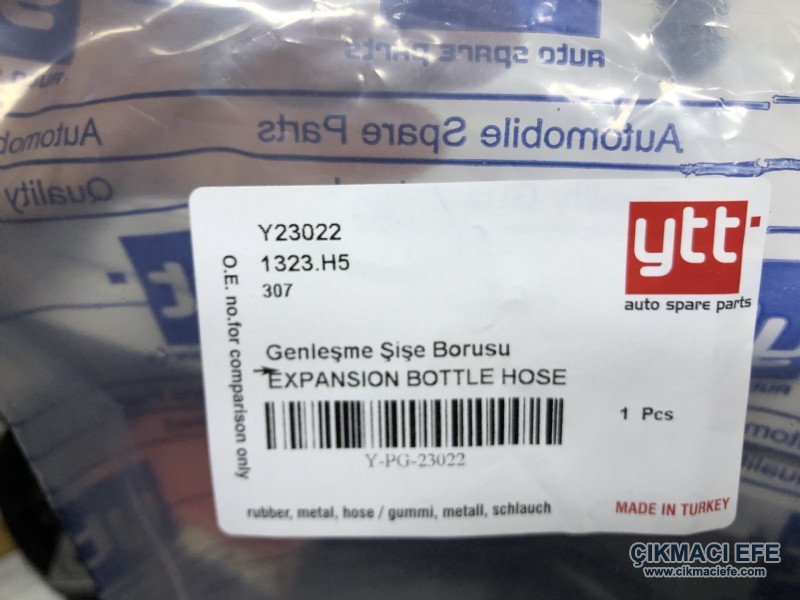 auto spare parts
Automobile Spare Parts
Automob
Quality
Y23022
1323.H5
307
O.E. no.for comparison only
ytt
auto spare parts
Genleşme Şişe Borusu
EXPANSION BOTTLE HOSE
1 Pcs
Y-PG-23022
rubber, metal, hose / gummi, metall, schlauch
MADE IN TURKEY
ÇIKMACI EFE
www.cikmaciefe.com